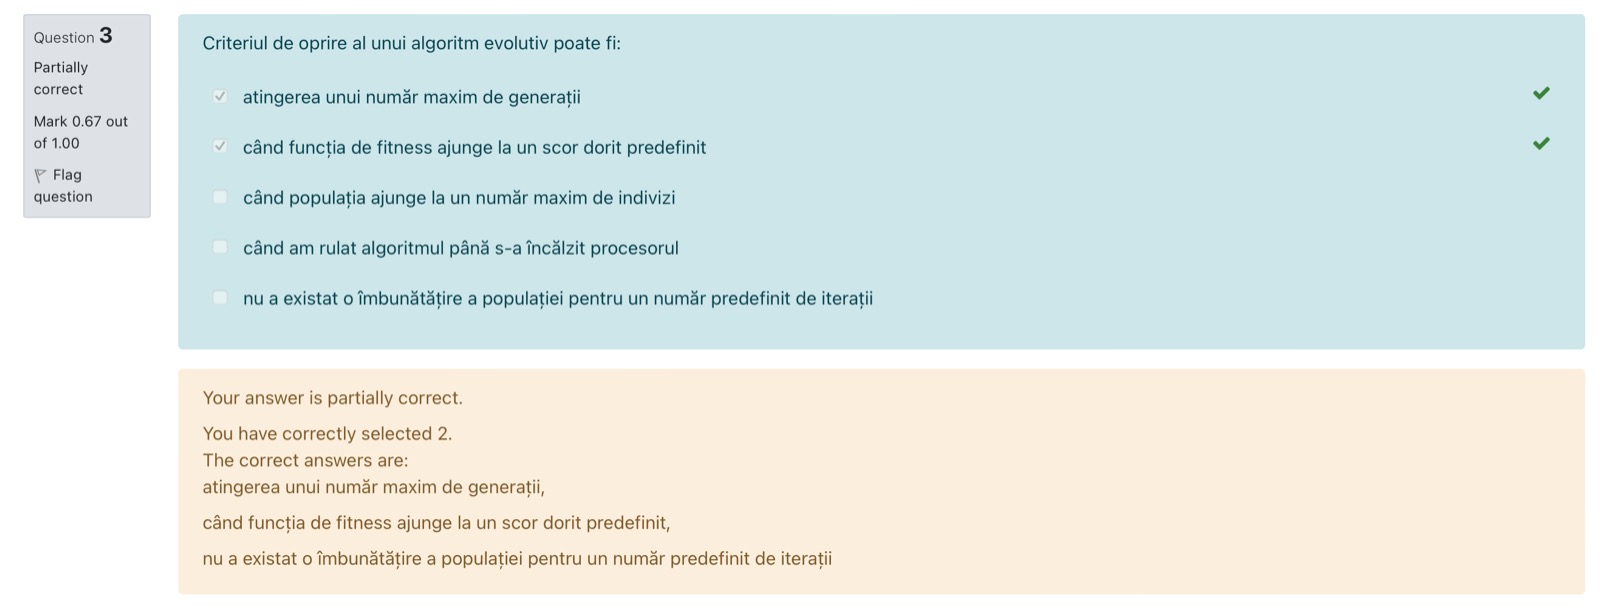 Question 3
Partially
correct
Mark 0.67 out
of 1.00
Flag
question
Criteriul de oprire al unui algoritm evolutiv poate fi:
atingerea unui număr maxim de generații
când funcția de fitness ajunge la un scor dorit predefinit
când populația ajunge la un număr maxim de indivizi
când am rulat algoritmul până s-a încălzit procesorul
nu a existat o îmbunătățire a populației pentru un număr predefinit de iterații
Your answer is partially correct.
You have correctly selected 2.
The correct answers are:
atingerea unui număr maxim de generații,
când funcția de fitness ajunge la un scor dorit predefinit,
nu a existat o îmbunătățire a populației pentru un număr predefinit de iterații